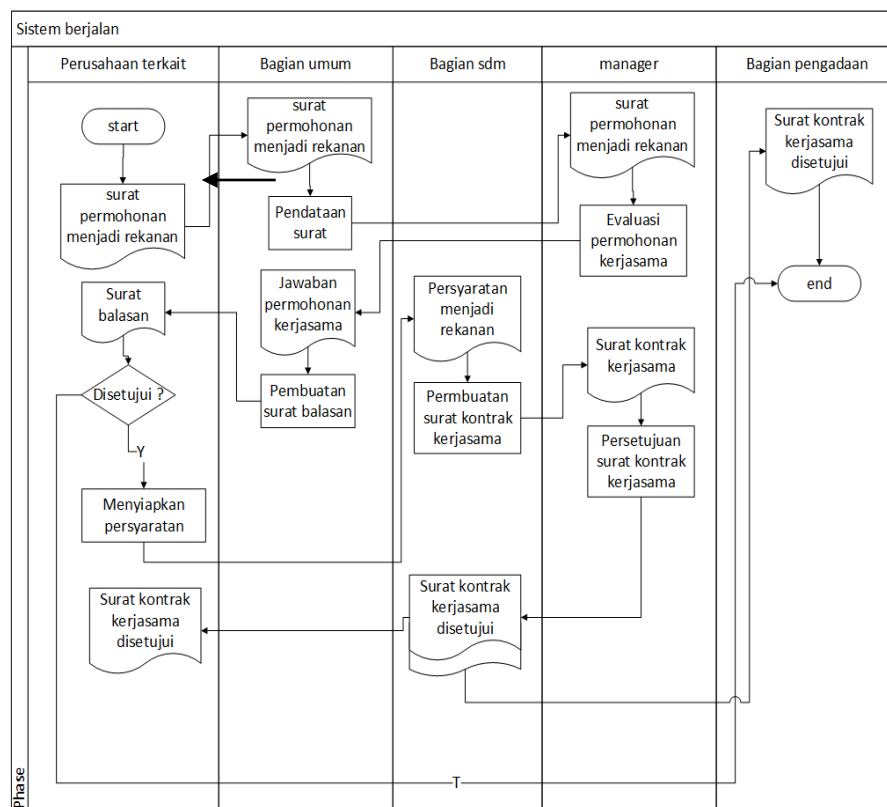 Sistem berjalan
Perusahaan terkait
Bagian umum
Bagian sdm
manager
Bagian pengadaan
start
surat
permohonan
menjadi rekanan
surat
permohonan
menjadi rekanan
Pendataan
surat
surat
permohonan
menjadi rekanan
Evaluasi
permohonan
kerjasama
Jawaban
permohonan
kerjasama
Pembuatan
surat balasan
Surat
balasan
Disetujui ?
Y
Menyiapkan
persyaratan
Persyaratan
menjadi
rekanan
Permbuatan
surat kontrak
kerjasama
Surat kontrak
kerjasama
Persetujuan
surat kontrak
kerjasama
Surat kontrak
kerjasama
disetujui
Surat kontrak
kerjasama
disetujui
Surat kontrak
kerjasama
disetujui
end
T
Phase